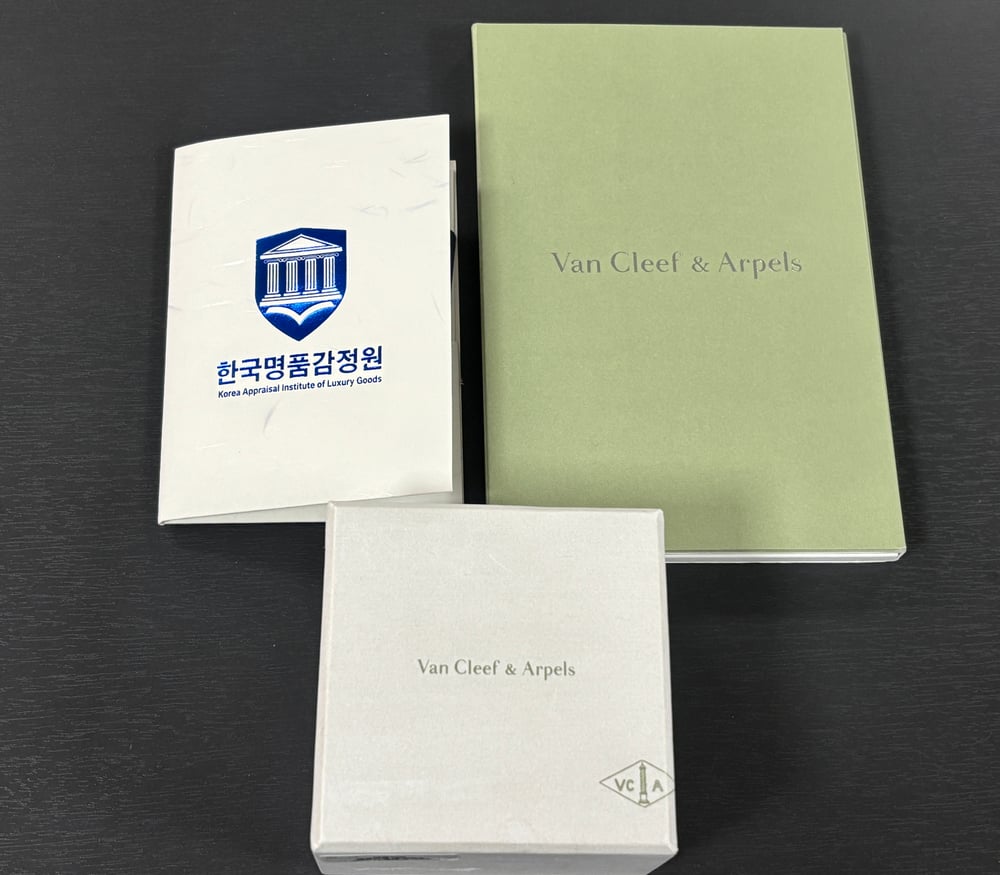 한국명품감정원
Korea Appraisal Institute of Luxury Goods
Van Cleef & Arpels
Van Cleef & Arpels
VC A